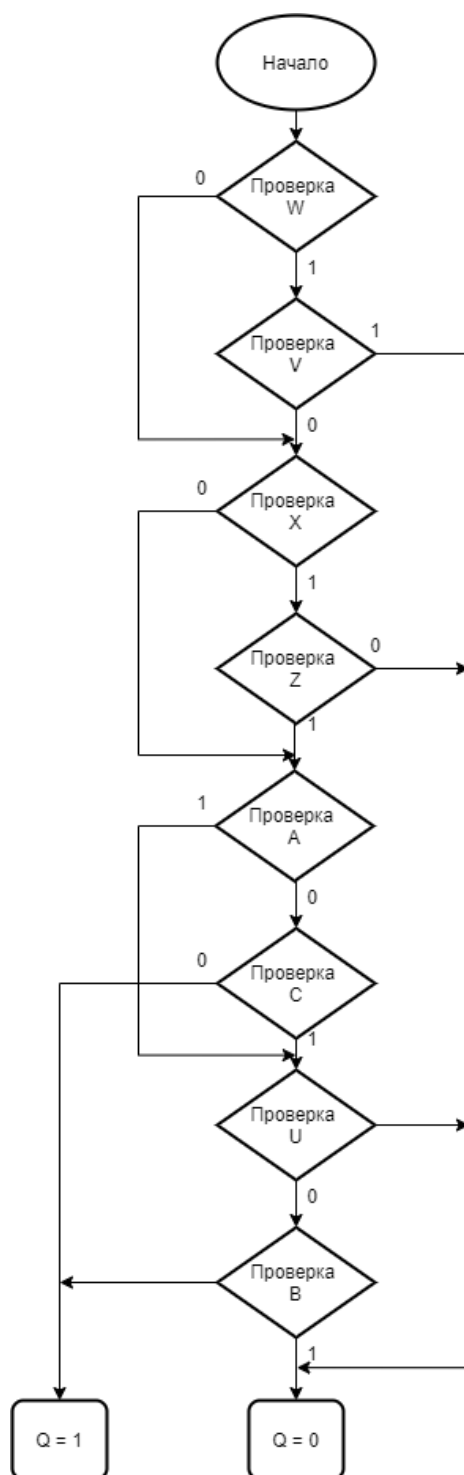 Начало
0
Проверка
W
1
Проверка
V
1
0
0
Проверка
X
1
Проверка
Z
0
1
1
Проверка
A
0
0
Проверка
C
1
Проверка
U
0
Проверка
B
1
Q = 1
Q = 0